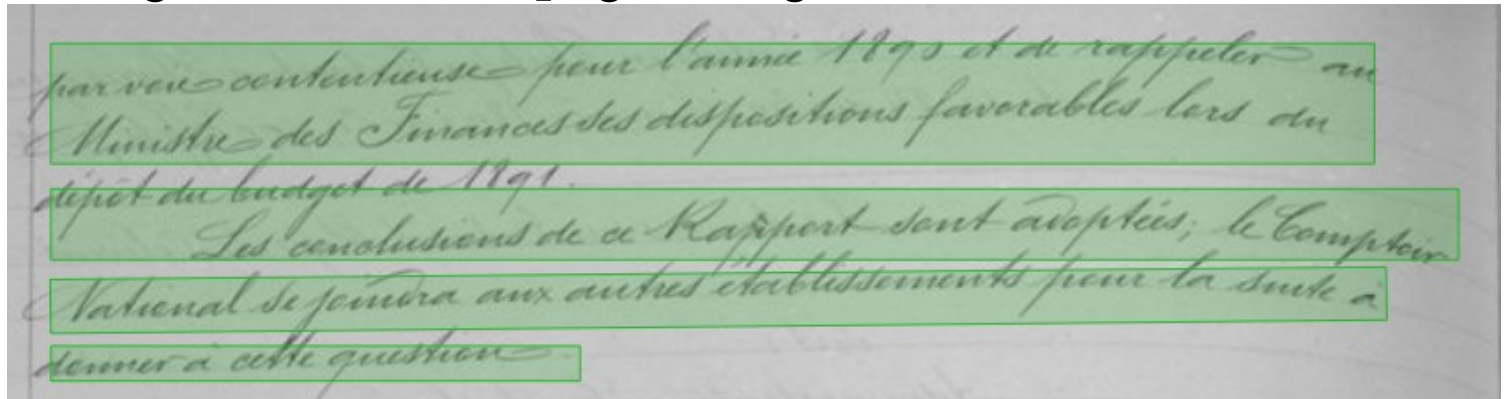 par voie contentieuse pour l'année 1890 et de rappeler au
Ministre des Finances ses dispositions favorables lors du
dépôt du budget de 1891.
Les conclusions de ce Rapport sont adoptées; le Comptoir
National se joindra aux autres établissements pour la suite à
donner à cette question.